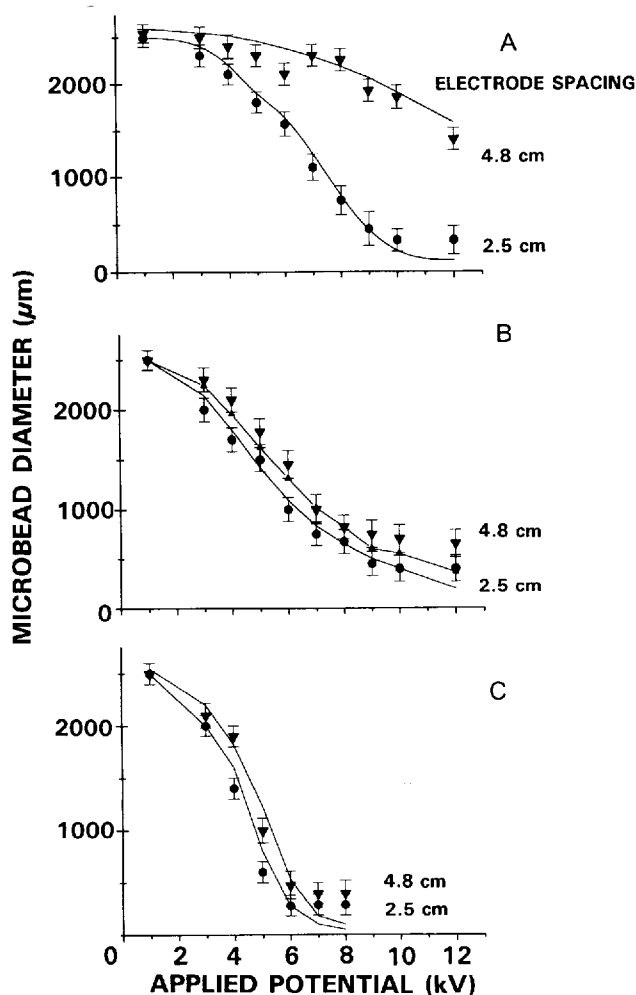 A
ELECTRODE SPACING
2000
4.8 cm
1000
2.5 cm
0
B
2000
1000
4.8 cm
2.5 cm
0
C
2000
1000
4.8 cm
2.5 cm
0 2 4 6 8 10 12
APPLIED POTENTIAL (kV)
MICROBEAD DIAMETER (µm)